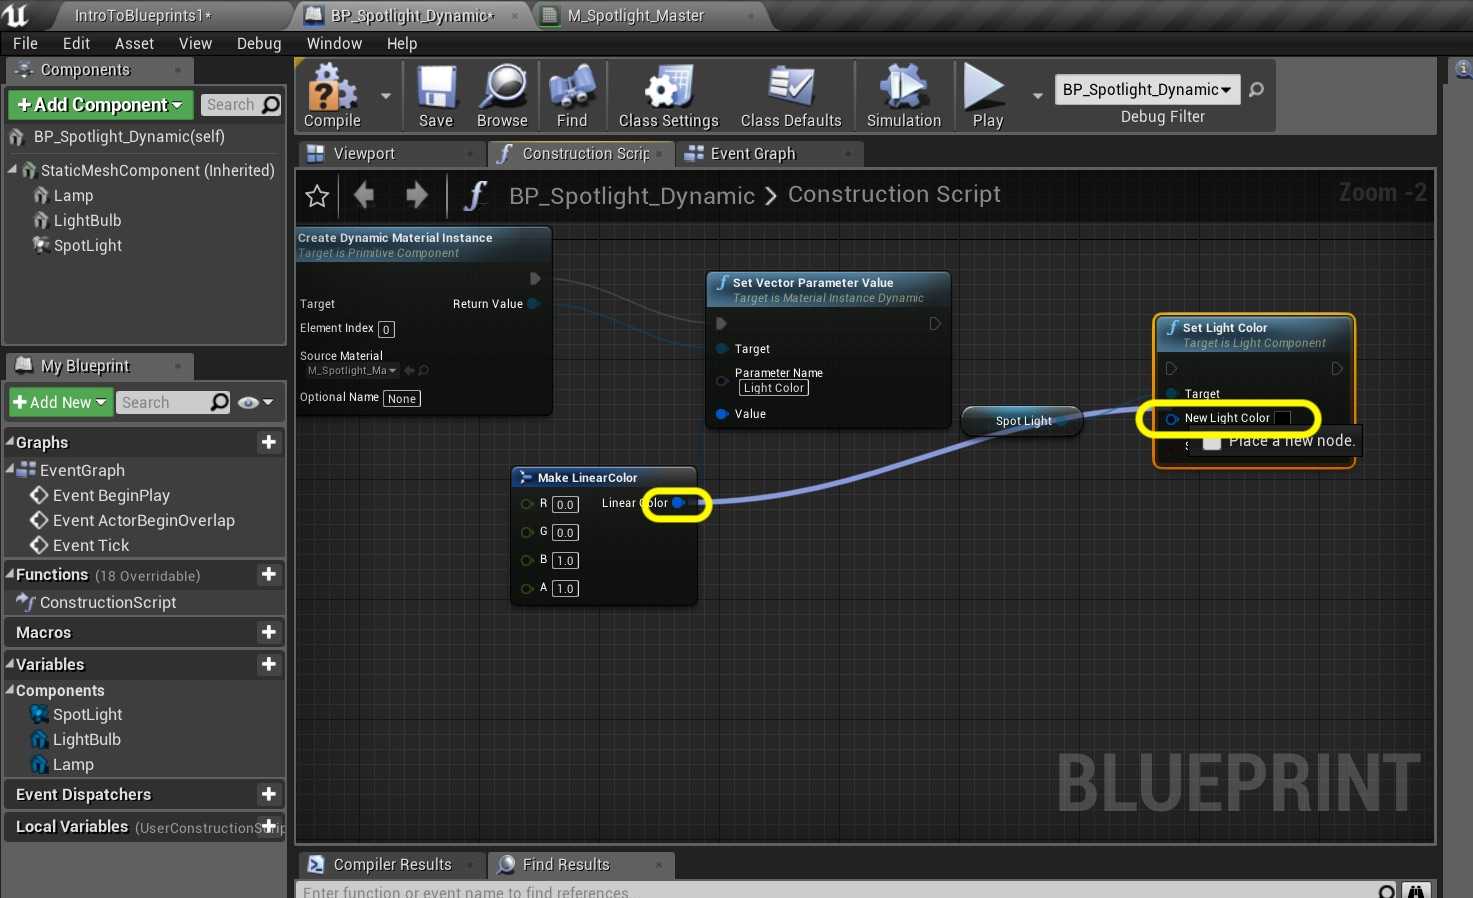 IntroToBlueprints1*
BP_Spotlight_Dynamic*
M_Spotlight_Master
File Edit Asset View Debug Window Help
Components
+Add Component
Search
BP_Spotlight_Dynamic(self)
StaticMeshComponent (Inherited)
Lamp
LightBulb
SpotLight
My Blueprint
+Add New
Search
Graphs
EventGraph
Event BeginPlay
Event ActorBeginOverlap
Event Tick
Functions (18 Overridable)
ConstructionScript
Macros
Variables
Components
SpotLight
LightBulb
Lamp
Event Dispatchers
Local Variables (UserConstructionScrip
Compile
Save
Browse
Find
Class Settings
Class Defaults
Simulation
Play
BP_Spotlight_Dynamic
Debug Filter
Viewport
Construction Scrip
Event Graph
BP_Spotlight_Dynamic > Construction Script
Zoom -2
Create Dynamic Material Instance
Target is Primitive Component
Target
Return Value
Element Index 0
Source Material
M_Spotlight_Ma
Optional Name None
Set Vector Parameter Value
Target is Material Instance Dynamic
Target
Parameter Name
Light Color
Value
Make LinearColor
R 0.0
Linear Color
G 0.0
B 1.0
A 1.0
Spot Light
Set Light Color
Target is Light Component
Target
New Light Color
Place a new node.
BLUEPRINT
Compiler Results
Find Results
Enter function or event name to find references...